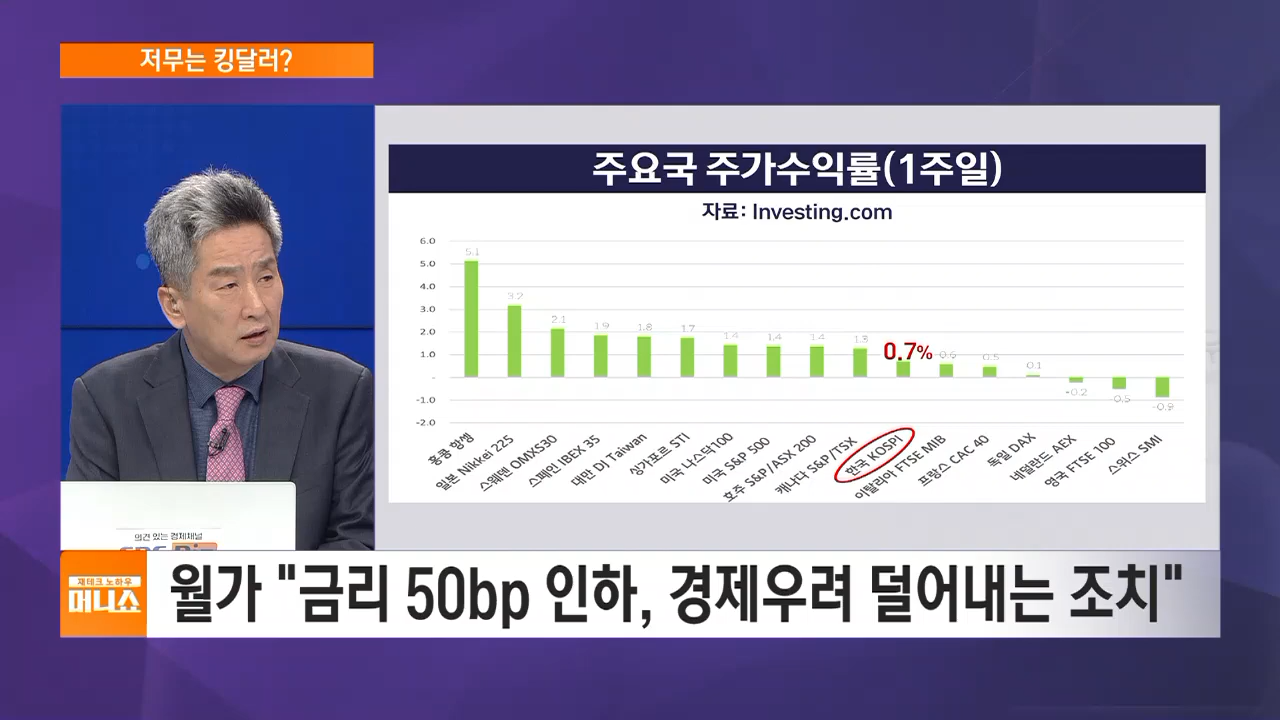 저무는 킹달러?
주요국 주가수익률(1주일)
자료: Investing.com
6.0
5.0
4.0
3.0
2.0
1.0
-
-1.0
-2.0
5.1
3.2
2.1
1.9
1.8
1.7
1.4
1.4
1.4
1.3
0.7%
0.6
0.5
0.1
-0.2
-0.5
-0.9
홍콩 항셍
일본 Nikkei 225
스웨덴 OMXS30
스페인 IBEX 35
대만 DJ Taiwan
싱가포르 STI
미국 나스닥100
미국 S&P 500
호주 S&P/ASX 200
캐나다 S&P/TSX
한국 KOSPI
이탈리아 FTSE MIB
프랑스 CAC 40
독일 DAX
네덜란드 AEX
영국 FTSE 100
스위스 SMI
의견 있는 경제채널
재테크 노하우
머니쇼
월가 "금리 50bp 인하, 경제우려 덜어내는 조치"